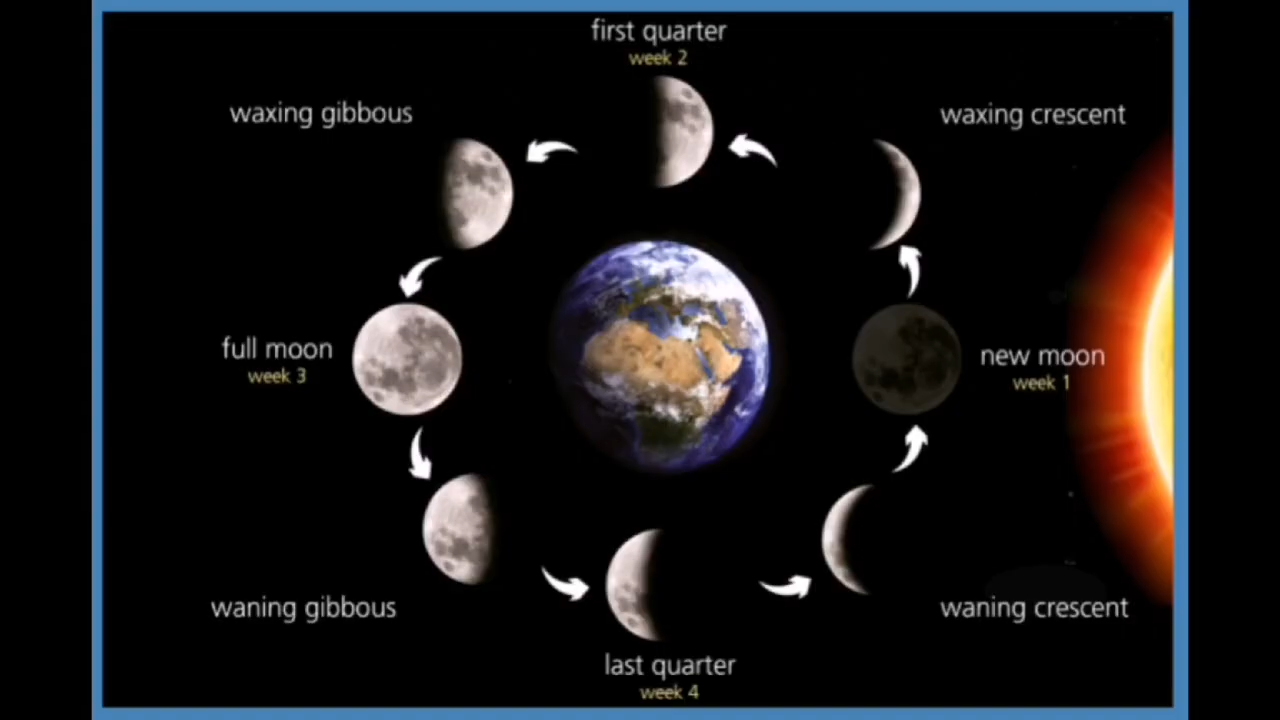 first quarter
week 2
waxing gibbous
waxing crescent
full moon
week 3
new moon
week 1
waning gibbous
waning crescent
last quarter
week 4